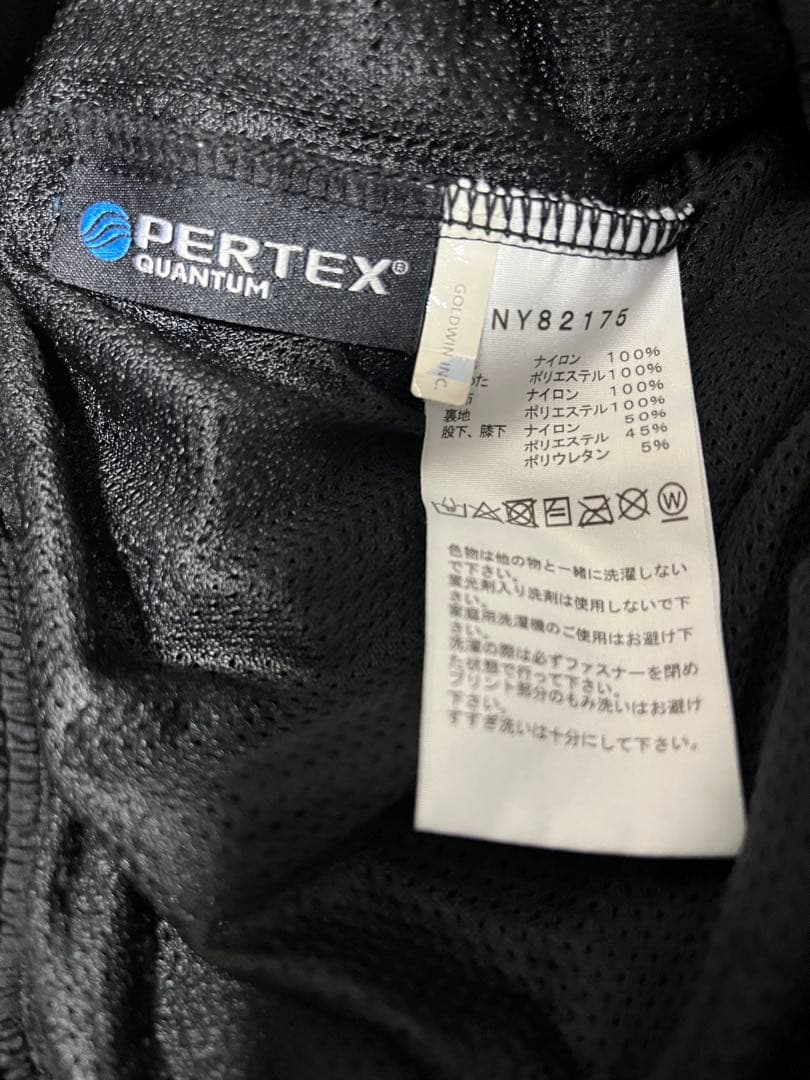 PERTEX®
QUANTUM
GOLDWIN INC.
NY82175
ナイロン 100%
わた ポリエステル 100%
ナイロン 100%
裏地 ポリエステル 100%
股下、膝下 ナイロン 50%
ポリエステル 45%
ポリウレタン 5%
W
色物は他の物と一緒に洗濯しない
で下さい。
蛍光剤入り洗剤は使用しないで下
さい。
家庭用洗濯機のご使用はお避け下
さい。
洗濯の際は必ずファスナーを閉め
た状態で行って下さい。
プリント部分のもみ洗いはお避け
下さい。
すすぎ洗いは十分にして下さい。